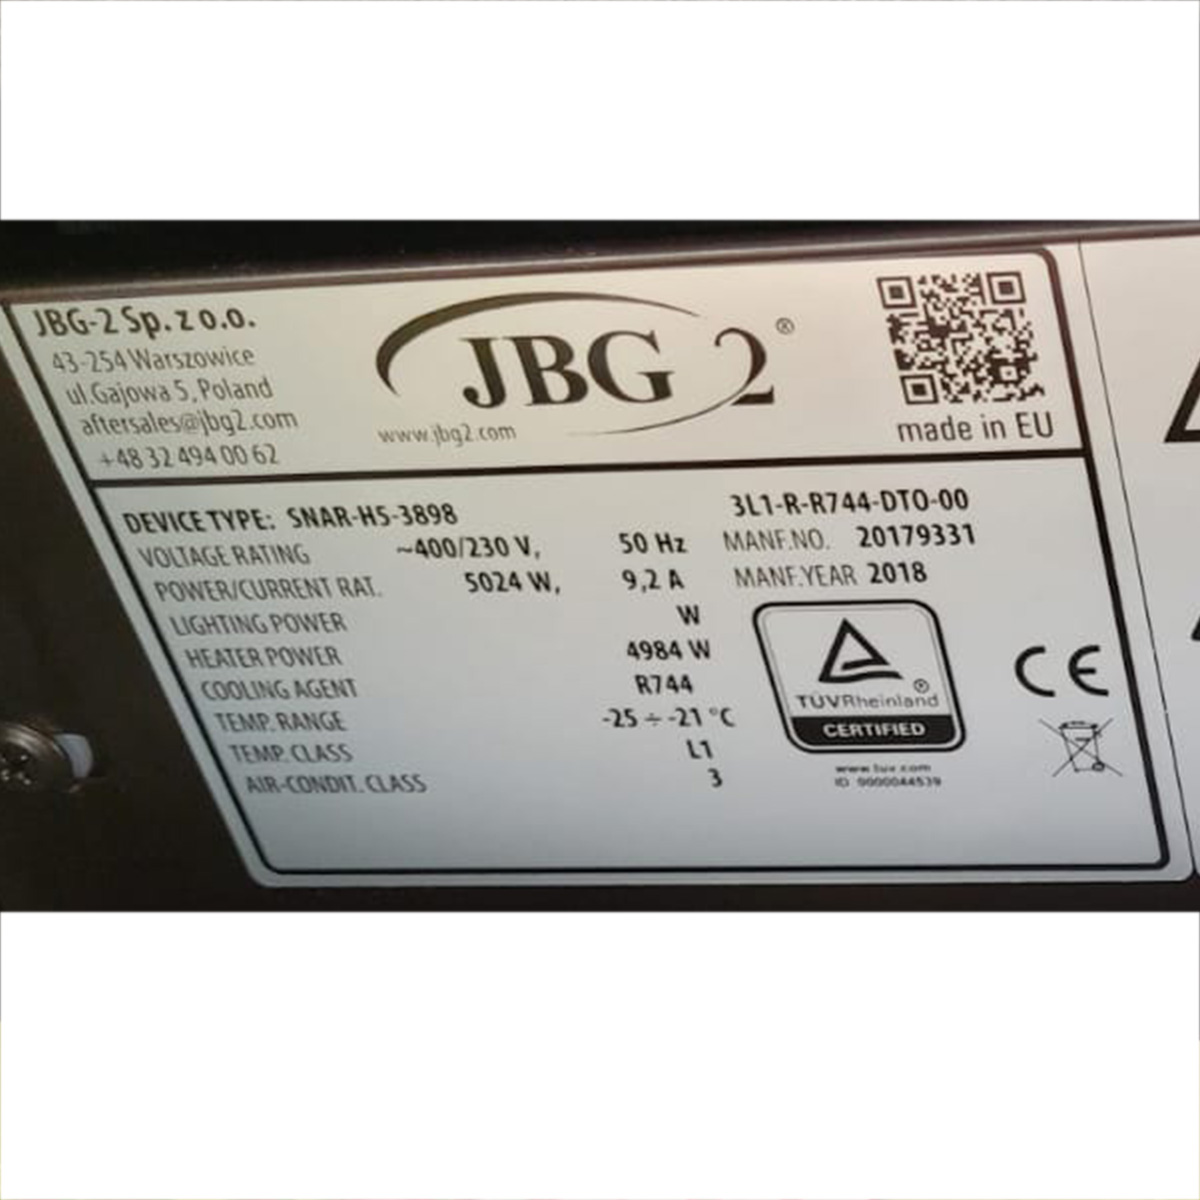 JBG-2 Sp. z o.o.
43-254 Warszowice
ul.Gajowa 5, Poland
aftersales@jbg2.com
+48 32 494 00 62
JBG 2®
www.jbg2.com
made in EU
DEVICE TYPE: SNAR-HS-3898 3L1-R-R744-DTO-00
VOLTAGE RATING ~400/230 V, 50 Hz MANF.NO. 20179331
POWER/CURRENT RAT. 5024 W, 9,2 A MANF.YEAR 2018
LIGHTING POWER W
HEATER POWER 4984 W
COOLING AGENT R744
TEMP. RANGE -25 ÷ -21 °C
TEMP. CLASS L1
AIR-CONDIT. CLASS 3
TÜVRheinland®
CERTIFIED
www.tuv.com
ID 9000044539
CE